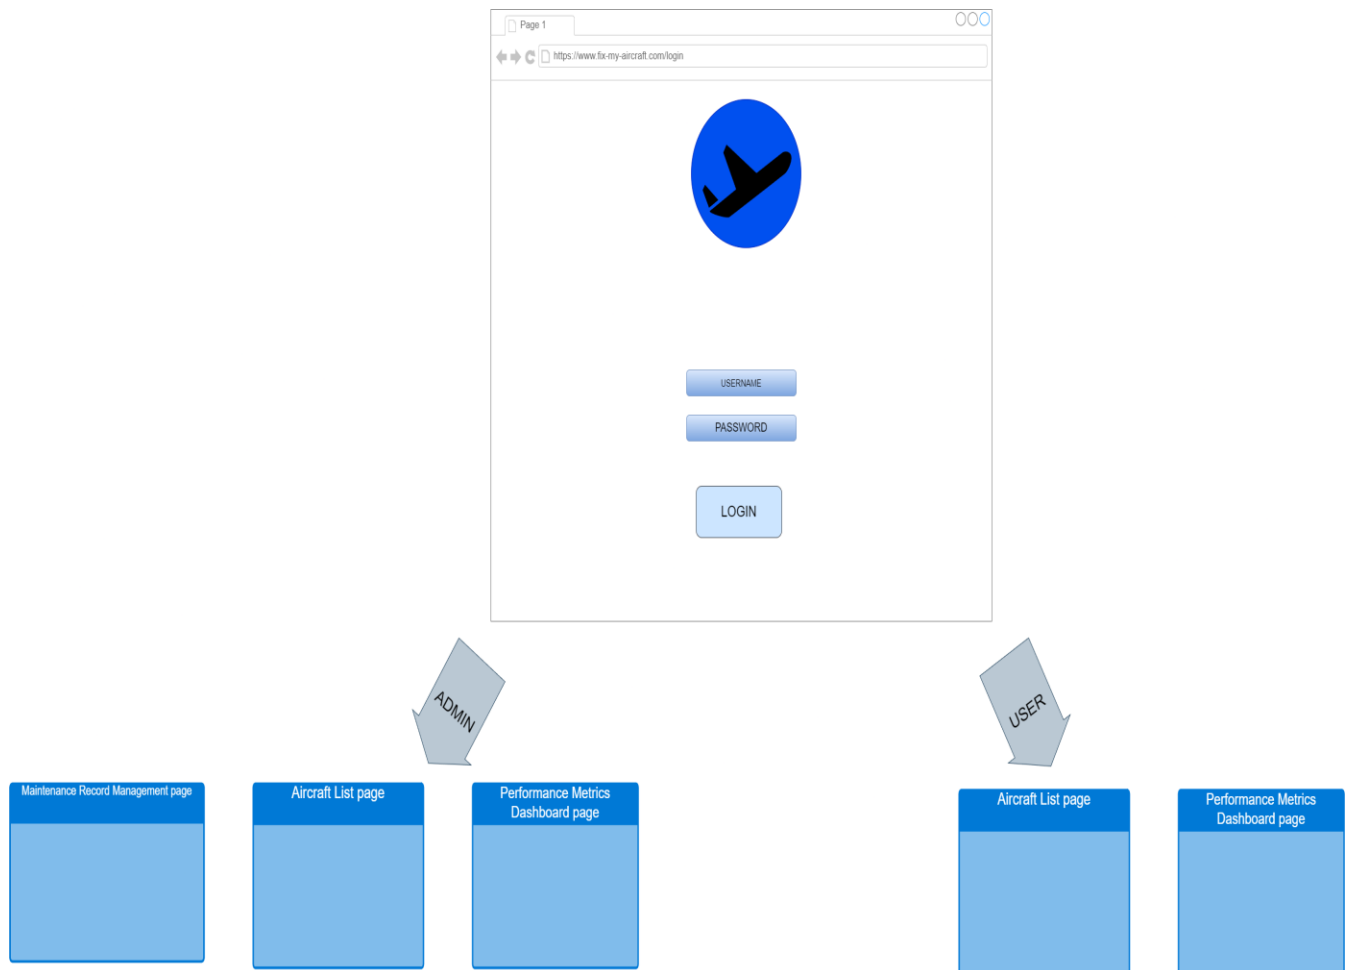 Page 1
https://www.fix-my-aircraft.com/login
USERNAME
PASSWORD
LOGIN
ADMIN
USER
Maintenance Record Management page
Aircraft List page
Performance Metrics
Dashboard page
Aircraft List page
Performance Metrics
Dashboard page